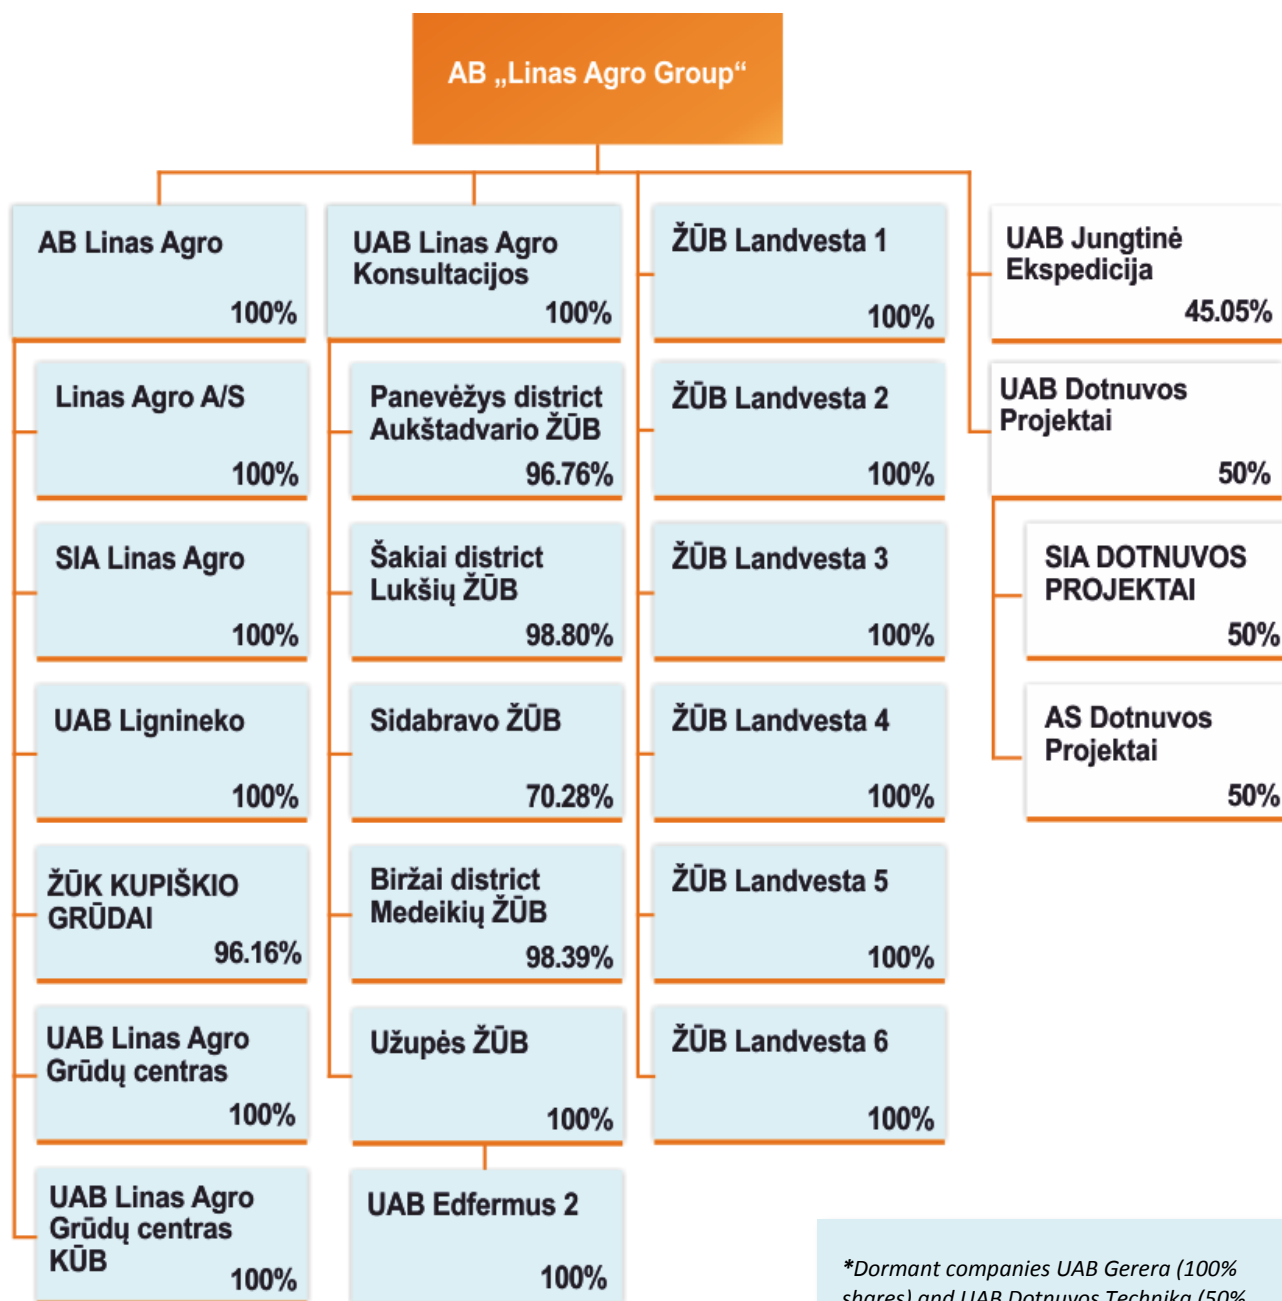 AB „Linas Agro Group“
AB Linas Agro
100%
Linas Agro A/S
100%
SIA Linas Agro
100%
UAB Lignineko
100%
ŽŪK KUPIŠKIO
GRŪDAI
96.16%
UAB Linas Agro
Grūdų centras
100%
UAB Linas Agro
Grūdų centras
KŪB
100%
UAB Linas Agro
Konsultacijos
100%
Panevėžys district
Aukštadvario ŽŪB
96.76%
Šakiai district
Lukšių ŽŪB
98.80%
Sidabravo ŽŪB
70.28%
Biržai district
Medeikių ŽŪB
98.39%
Užupės ŽŪB
100%
UAB Edfermus 2
100%
ŽŪB Landvesta 1
100%
ŽŪB Landvesta 2
100%
ŽŪB Landvesta 3
100%
ŽŪB Landvesta 4
100%
ŽŪB Landvesta 5
100%
ŽŪB Landvesta 6
100%
UAB Jungtinė
Ekspedicija
45.05%
UAB Dotnuvos
Projektai
50%
SIA DOTNUVOS
PROJEKTAI
50%
AS Dotnuvos
Projektai
50%
*Dormant companies UAB Gerera (100%
shares) and UAB Dotnuvos Technika (50%